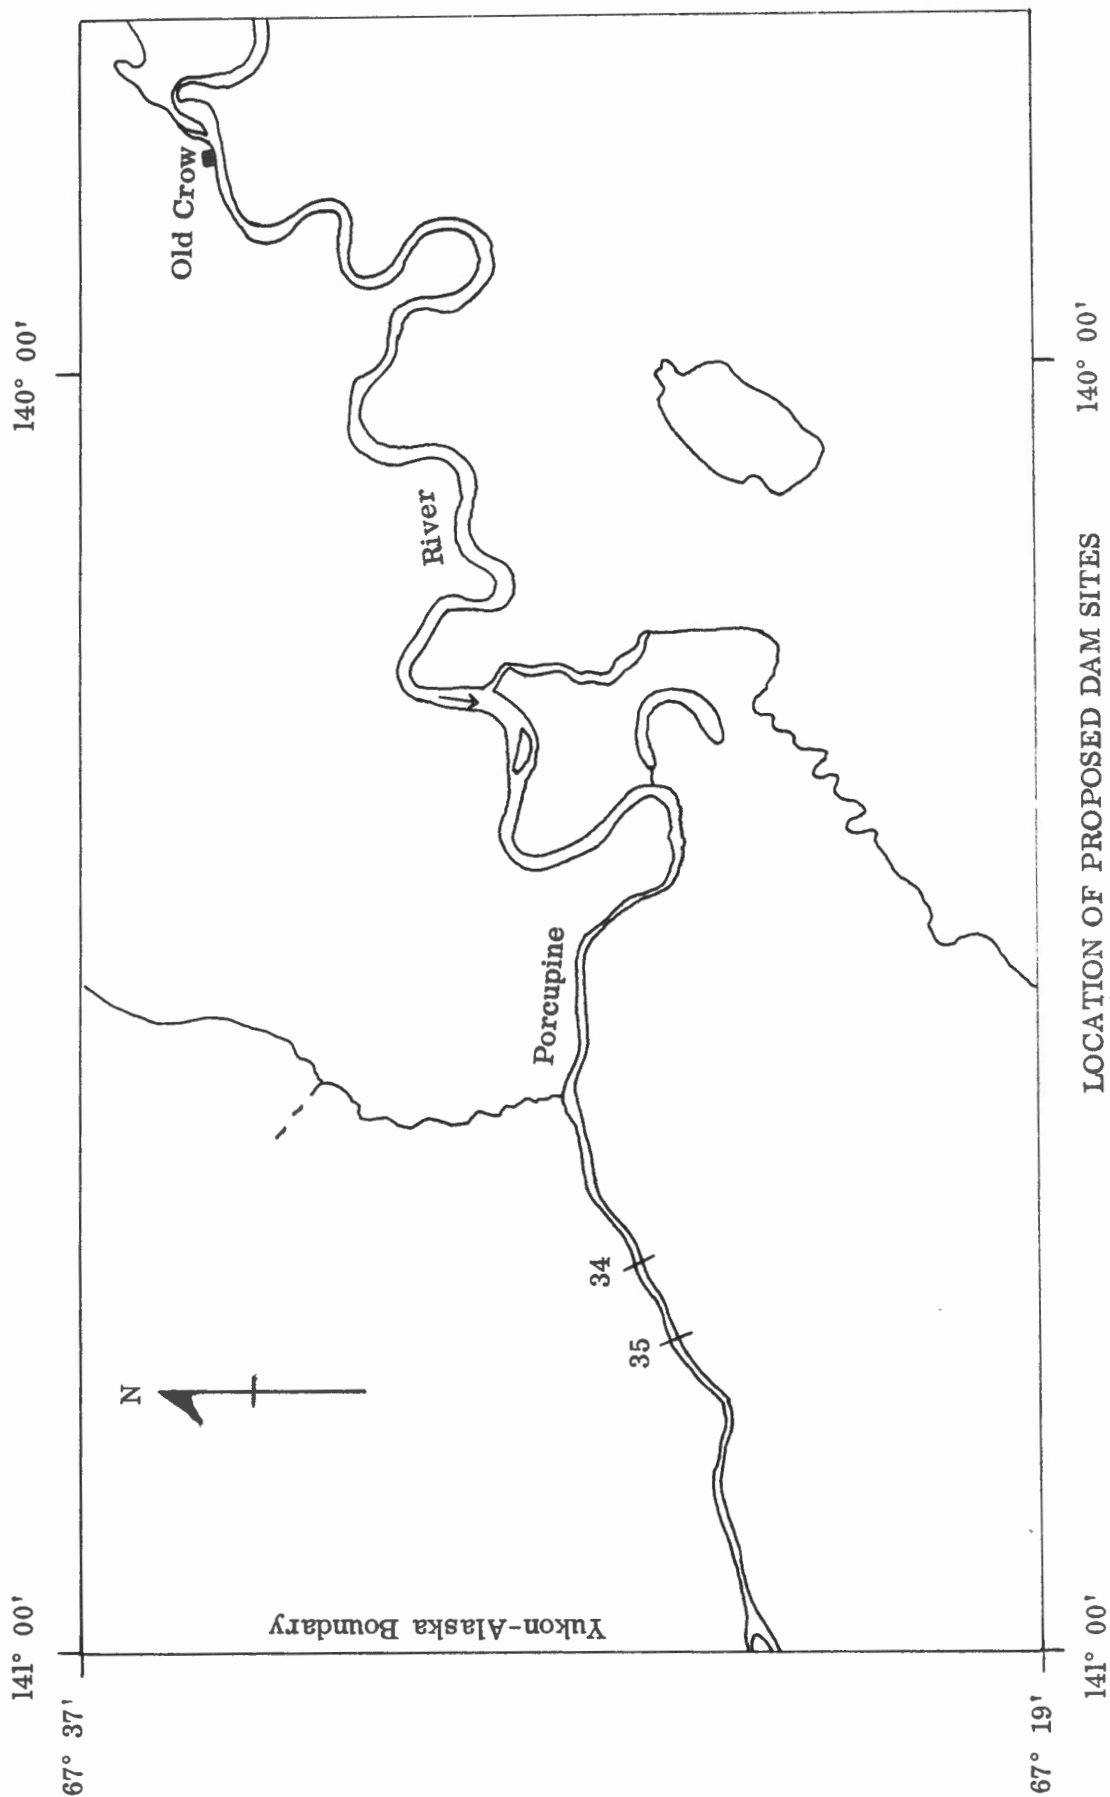 141° 00'
140° 00'
67° 37'
N
Old Crow
River
Porcupine
34
35
Yukon-Alaska Boundary
67° 19'
141° 00'
140° 00'
LOCATION OF PROPOSED DAM SITES